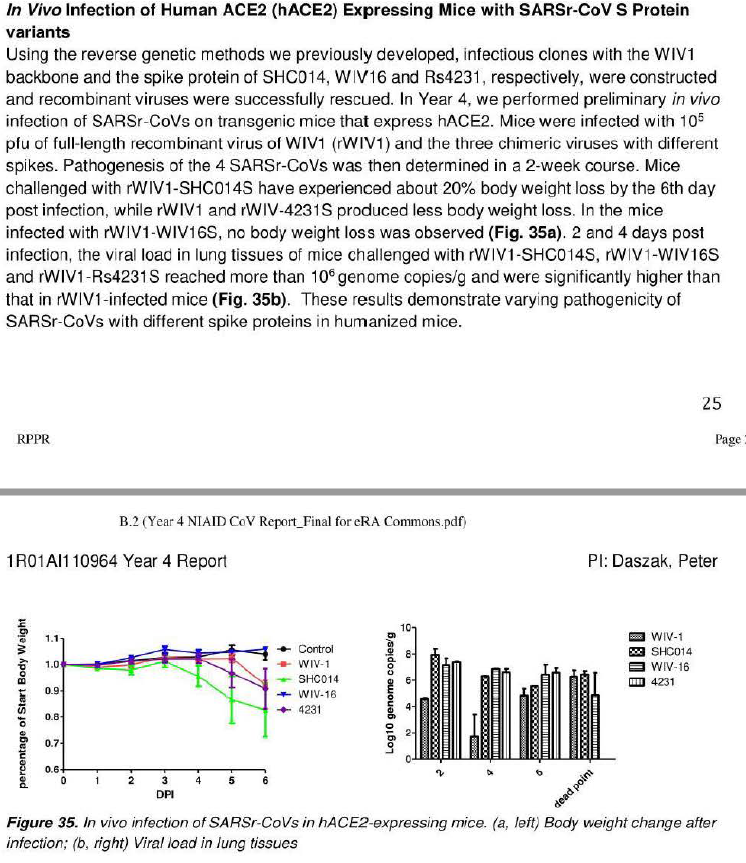 In Vivo Infection of Human ACE2 (hACE2) Expressing Mice with SARSr-CoV S Protein
variants
Using the reverse genetic methods we previously developed, infectious clones with the WIV1
backbone and the spike protein of SHC014, WIV16 and Rs4231, respectively, were constructed
and recombinant viruses were successfully rescued. In Year 4, we performed preliminary in vivo
infection of SARSr-CoVs on transgenic mice that express hACE2. Mice were infected with 10⁵
pfu of full-length recombinant virus of WIV1 (rWIV1) and the three chimeric viruses with different
spikes. Pathogenesis of the 4 SARSr-CoVs was then determined in a 2-week course. Mice
challenged with rWIV1-SHC014S have experienced about 20% body weight loss by the 6th day
post infection, while rWIV1 and rWIV-4231S produced less body weight loss. In the mice
infected with rWIV1-WIV16S, no body weight loss was observed (Fig. 35a). 2 and 4 days post
infection, the viral load in lung tissues of mice challenged with rWIV1-SHC014S, rWIV1-WIV16S
and rWIV1-Rs4231S reached more than 10⁶ genome copies/g and were significantly higher than
that in rWIV1-infected mice (Fig. 35b). These results demonstrate varying pathogenicity of
SARSr-CoVs with different spike proteins in humanized mice.
25
RPPR
Page
B.2 (Year 4 NIAID CoV Report_Final for eRA Commons.pdf)
1R01AI110964 Year 4 Report
PI: Daszak, Peter
percentage of Start Body Weight
1.1
1.0
0.9
0.8
0.7
0.6
0 1 2 3 4 5 6
DPI
Control
WIV-1
SHC014
WIV-16
4231
Log10 genome copies/g
10
8
6
4
2
0
2 4 6 dead point
WIV-1
SHC014
WIV-16
4231
Figure 35. In vivo infection of SARSr-CoVs in hACE2-expressing mice. (a, left) Body weight change after
infection; (b, right) Viral load in lung tissues